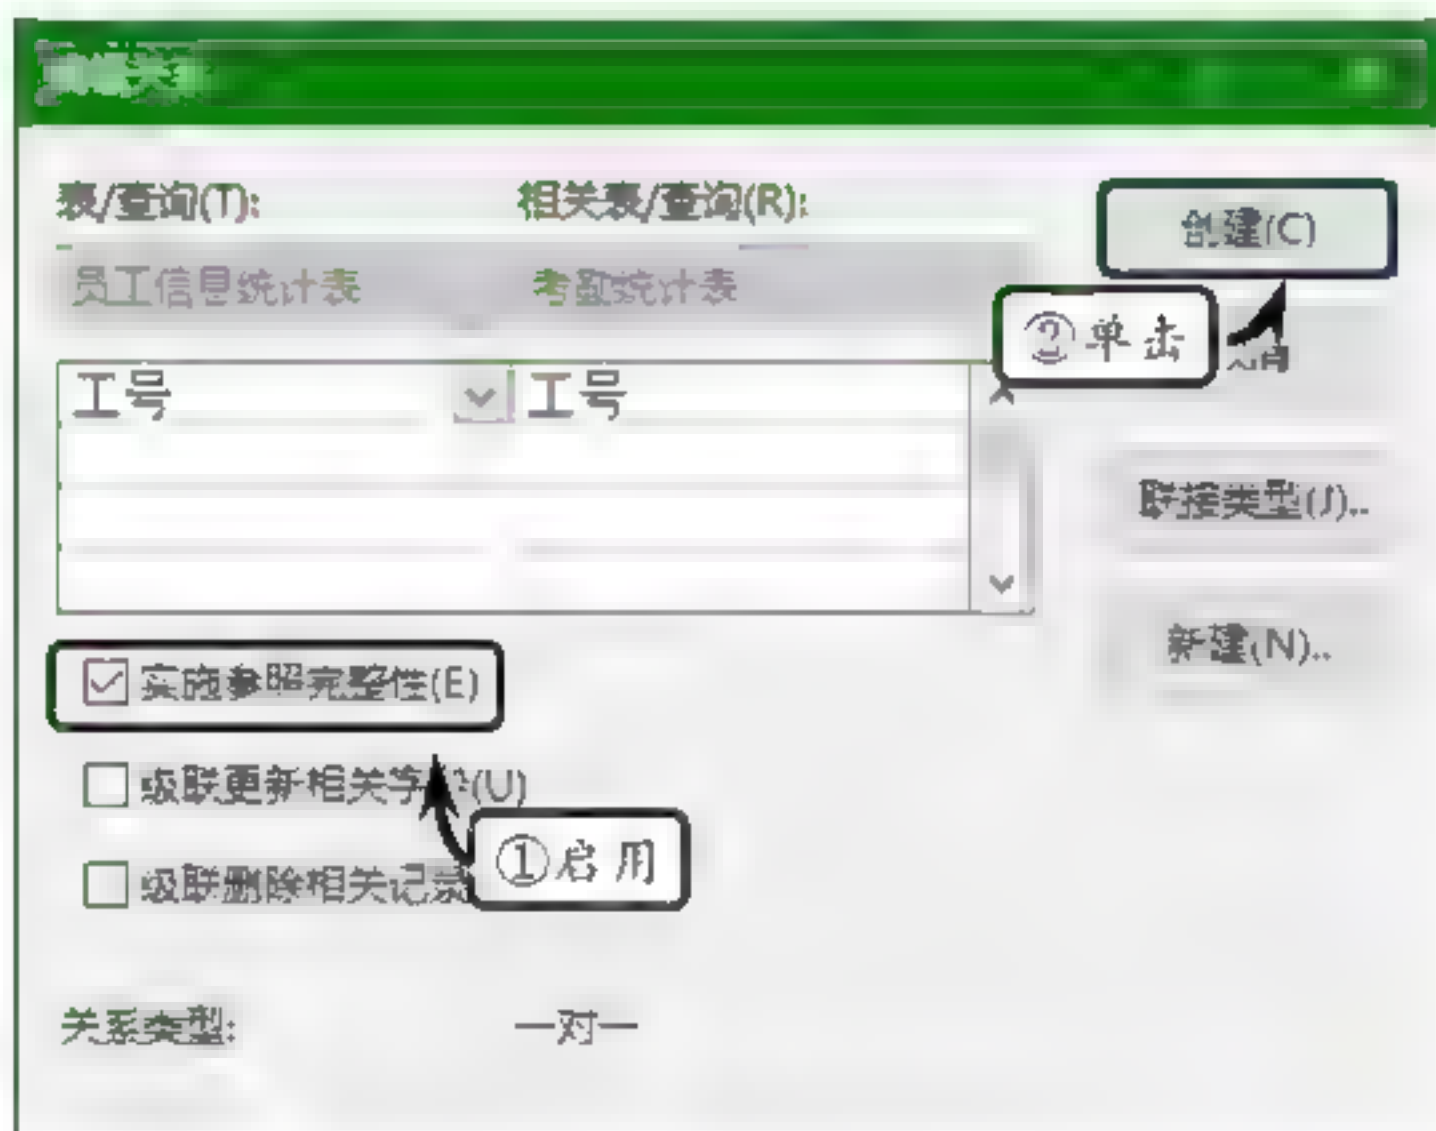 表/查询(T):
相关表/查询(R):
创建(C)
员工信息统计表
考勤统计表
②单击
工号
工号
联接类型(J)..
新建(N)..
实施参照完整性(E)
级联更新相关字(U)
①启用
级联删除相关记录
关系类型:
一对一